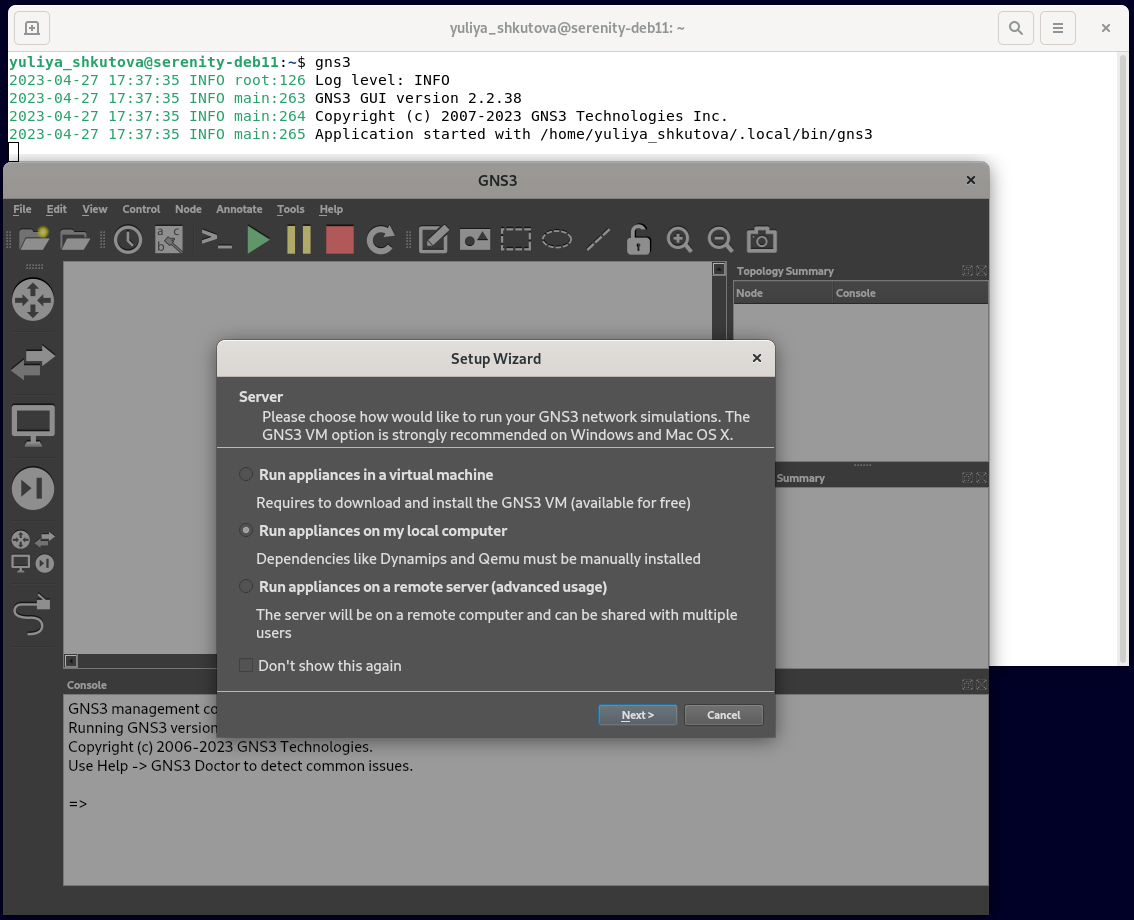 yuliya_shkutova@serenity-deb11: ~
yuliya_shkutova@serenity-deb11:~$ gns3
2023-04-27 17:37:35 INFO root:126 Log level: INFO
2023-04-27 17:37:35 INFO main:263 GNS3 GUI version 2.2.38
2023-04-27 17:37:35 INFO main:264 Copyright (c) 2007-2023 GNS3 Technologies Inc.
2023-04-27 17:37:35 INFO main:265 Application started with /home/yuliya_shkutova/.local/bin/gns3
GNS3
File Edit View Control Node Annotate Tools Help
a b c
Topology Summary
Node Console
Setup Wizard
Server
Please choose how would like to run your GNS3 network simulations. The
GNS3 VM option is strongly recommended on Windows and Mac OS X.
Run appliances in a virtual machine
Requires to download and install the GNS3 VM (available for free)
Run appliances on my local computer
Dependencies like Dynamips and Qemu must be manually installed
Run appliances on a remote server (advanced usage)
The server will be on a remote computer and can be shared with multiple
users
Don't show this again
Next >
Cancel
Summary
Console
GNS3 management co
Running GNS3 version
Copyright (c) 2006-2023 GNS3 Technologies.
Use Help -> GNS3 Doctor to detect common issues.
=>